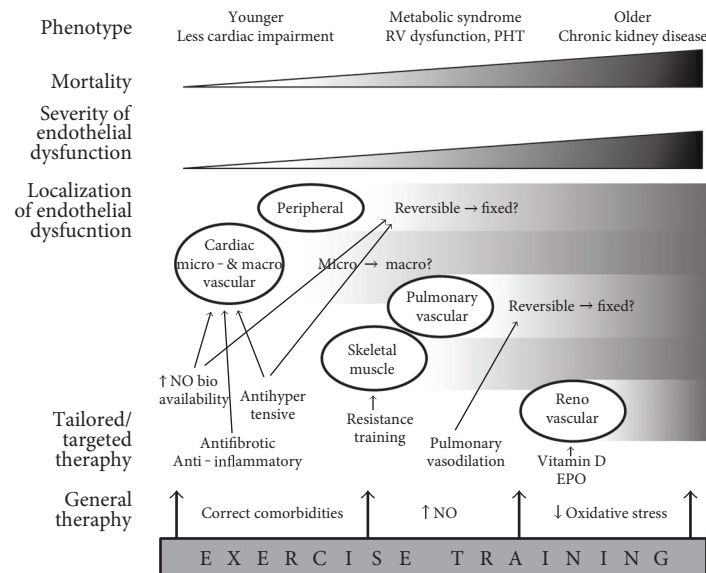 Phenotype
Younger
Less cardiac impairment
Metabolic syndrome
RV dysfunction, PHT
Older
Chronic kidney disease
Mortality
Severity of
endothelial
dysfunction
Localization
of endothelial
dysfucntion
Peripheral
Reversible → fixed?
Cardiac
micro - & macro
vascular
Micro → macro?
Pulmonary
vascular
Reversible → fixed?
Skeletal
muscle
Reno
vascular
Tailored/
targeted
theraphy
↑ NO bio
availability
Antihyper
tensive
Antifibrotic
Anti - inflammatory
Resistance
training
Pulmonary
vasodilation
Vitamin D
EPO
General
theraphy
Correct comorbidities
↑ NO
↓ Oxidative stress
EXERCISE TRAINING